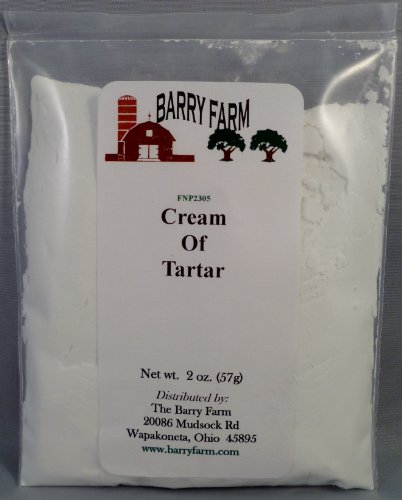 BARRY FARM
FNP2305
Cream
Of
Tartar
Net wt. 2 oz. (57g)
Distributed by:
The Barry Farm
20086 Mudsock Rd
Wapakoneta, Ohio 45895
www.barryfarm.com